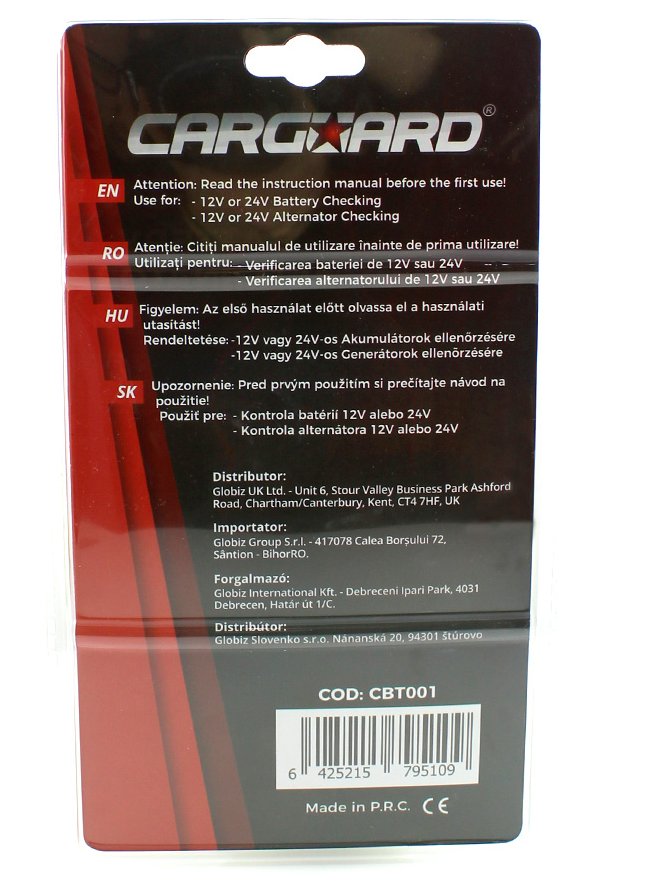 CARGUARD®
EN Attention: Read the instruction manual before the first use!
Use for: - 12V or 24V Battery Checking
- 12V or 24V Alternator Checking
RO Atenție: Citiți manualul de utilizare înainte de prima utilizare!
Utilizați pentru: - Verificarea bateriei de 12V sau 24V
- Verificarea alternatorului de 12V sau 24V
HU Figyelem: Az első használat előtt olvassa el a használati
utasítást!
Rendeltetése: -12V vagy 24V-os Akumulátorok ellenőrzésére
-12V vagy 24V-os Generátorok ellenõrzésére
SK Upozornenie: Pred prvým použitím si prečítajte návod na
použitie!
Použiť pre: - Kontrola batérií 12V alebo 24V
- Kontrola alternátora 12V alebo 24V
Distributor:
Globiz UK Ltd. - Unit 6, Stour Valley Business Park Ashford
Road, Chartham/Canterbury, Kent, CT4 7HF, UK
Importator:
Globiz Group S.r.l. - 417078 Calea Borșului 72,
Sântion - BihorRO.
Forgalmazó:
Globiz International Kft. - Debreceni Ipari Park, 4031
Debrecen, Határ út 1/C.
Distribútor:
Globiz Slovenko s.r.o. Nánanská 20, 94301 štúrovo
COD: CBT001
6 425215 795109
Made in P.R.C. CE